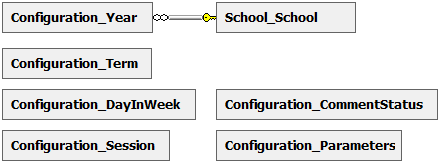 Configuration_Year
School_School
Configuration_Term
Configuration_DayInWeek
Configuration_CommentStatus
Configuration_Session
Configuration_Parameters